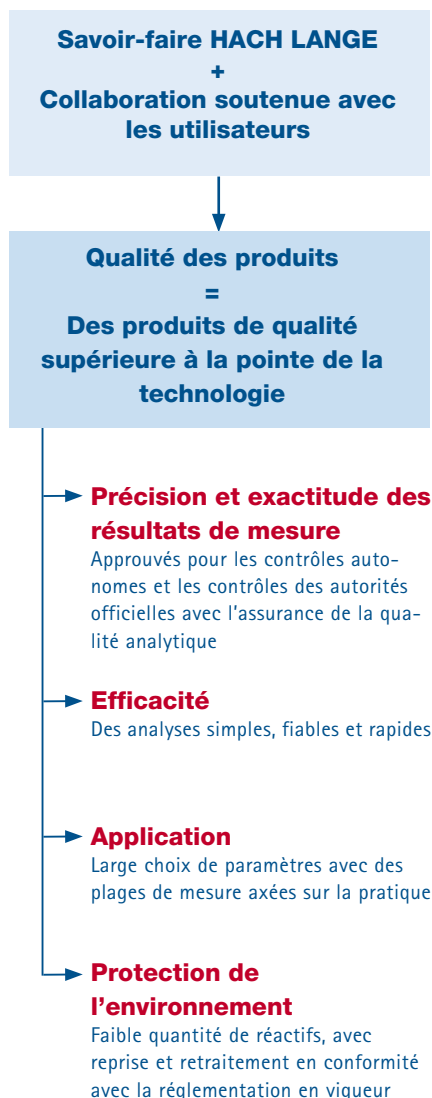 Savoir-faire HACH LANGE
+
Collaboration soutenue avec
les utilisateurs
Qualité des produits
=
Des produits de qualité
supérieure à la pointe de la
technologie
Précision et exactitude des
résultats de mesure
Approuvés pour les contrôles auto-
nomes et les contrôles des autorités
officielles avec l'assurance de la qua-
lité analytique
Efficacité
Des analyses simples, fiables et rapides
Application
Large choix de paramètres avec des
plages de mesure axées sur la pratique
Protection de
l'environnement
Faible quantité de réactifs, avec
reprise et retraitement en conformité
avec la réglementation en vigueur